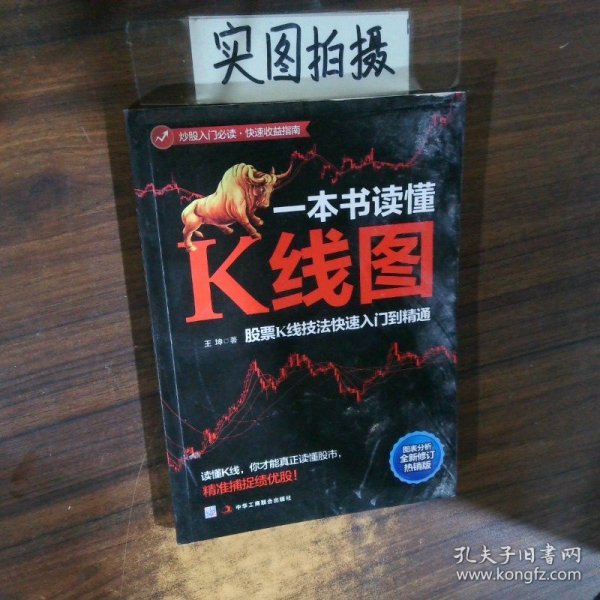 实图拍摄
炒股入门必读·快速收益指南
一本书读懂
K线图
王 坤◎著
股票K线技法快速入门到精通
读懂K线，你才能真正读懂股市，
精准捕捉绩优股！
图表分析
全新修订
热销版
中华工商联合出版社
孔夫子旧书网
www.kongfz.com